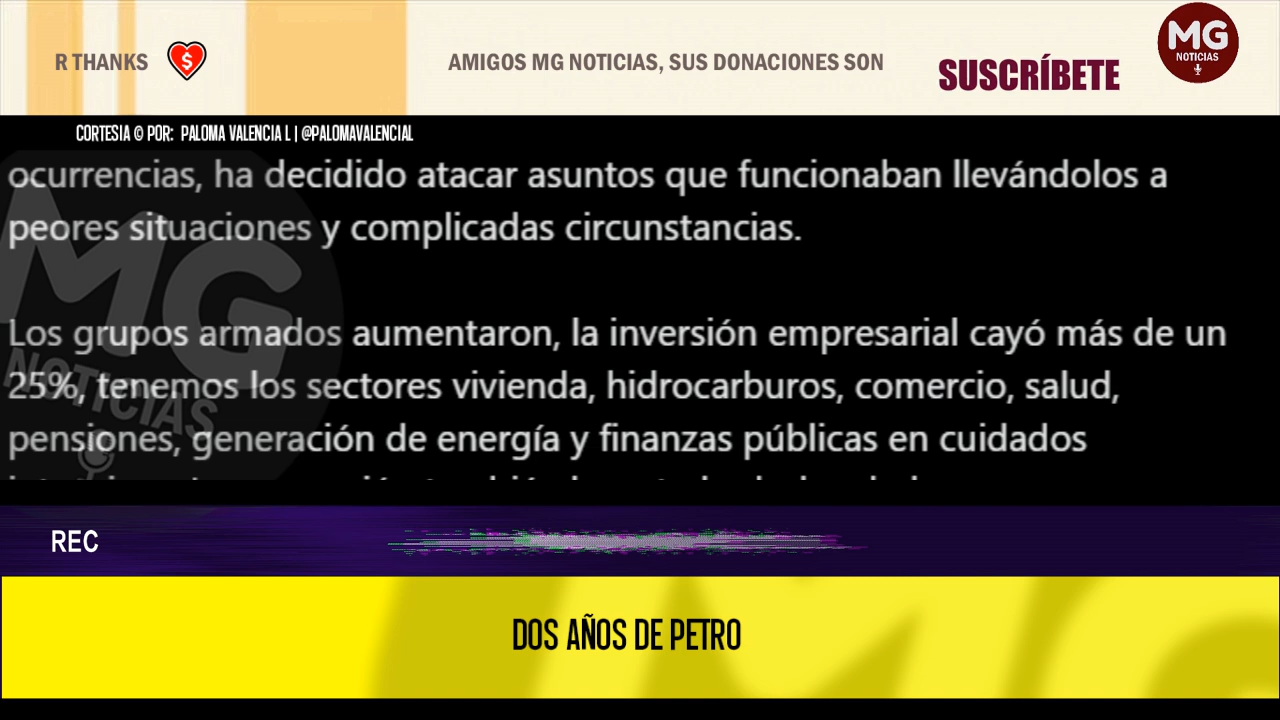 R THANKS
AMIGOS MG NOTICIAS, SUS DONACIONES SON
SUSCRÍBETE
MG
NOTICIAS
CORTESIA © POR: PALOMA VALENCIA L | @PALOMAVALENCIAL
ocurrencias, ha decidido atacar asuntos que funcionaban llevándolos a
peores situaciones y complicadas circunstancias.
Los grupos armados aumentaron, la inversión empresarial cayó más de un
25%, tenemos los sectores vivienda, hidrocarburos, comercio, salud,
pensiones, generación de energía y finanzas públicas en cuidados
MG
NOTICIAS
REC
DOS AÑOS DE PETRO